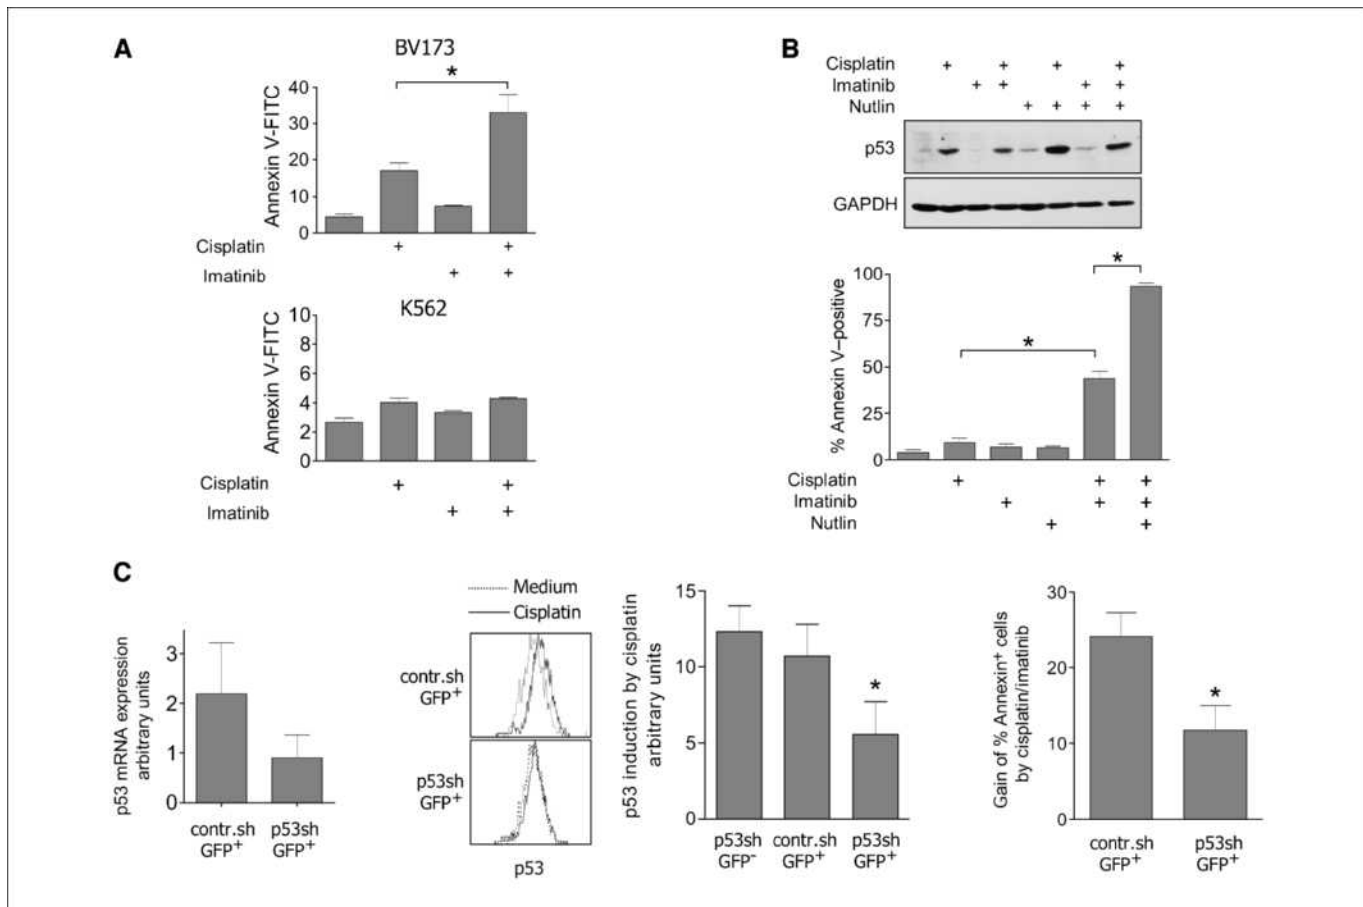 A
BV173
*
Annexin V-FITC
40
30
20
10
0
Cisplatin + +
Imatinib + +
K562
Annexin V-FITC
10
8
6
4
2
0
Cisplatin + +
Imatinib + +
B
Cisplatin + + + +
Imatinib + + + +
Nutlin + + + +
p53
GAPDH
% Annexin V–positive
100
75
50
25
0
*
*
Cisplatin + + +
Imatinib + + +
Nutlin + +
C
p53 mRNA expression
arbitrary units
3
2
1
0
contr.sh
GFP+
p53sh
GFP+
Medium
Cisplatin
contr.sh
GFP+
p53sh
GFP+
p53
p53 induction by cisplatin
arbitrary units
15
10
5
0
*
p53sh
GFP-
contr.sh
GFP+
p53sh
GFP+
Gain of % Annexin+ cells
by cisplatin/imatinib
30
20
10
0
*
contr.sh
GFP+
p53sh
GFP+